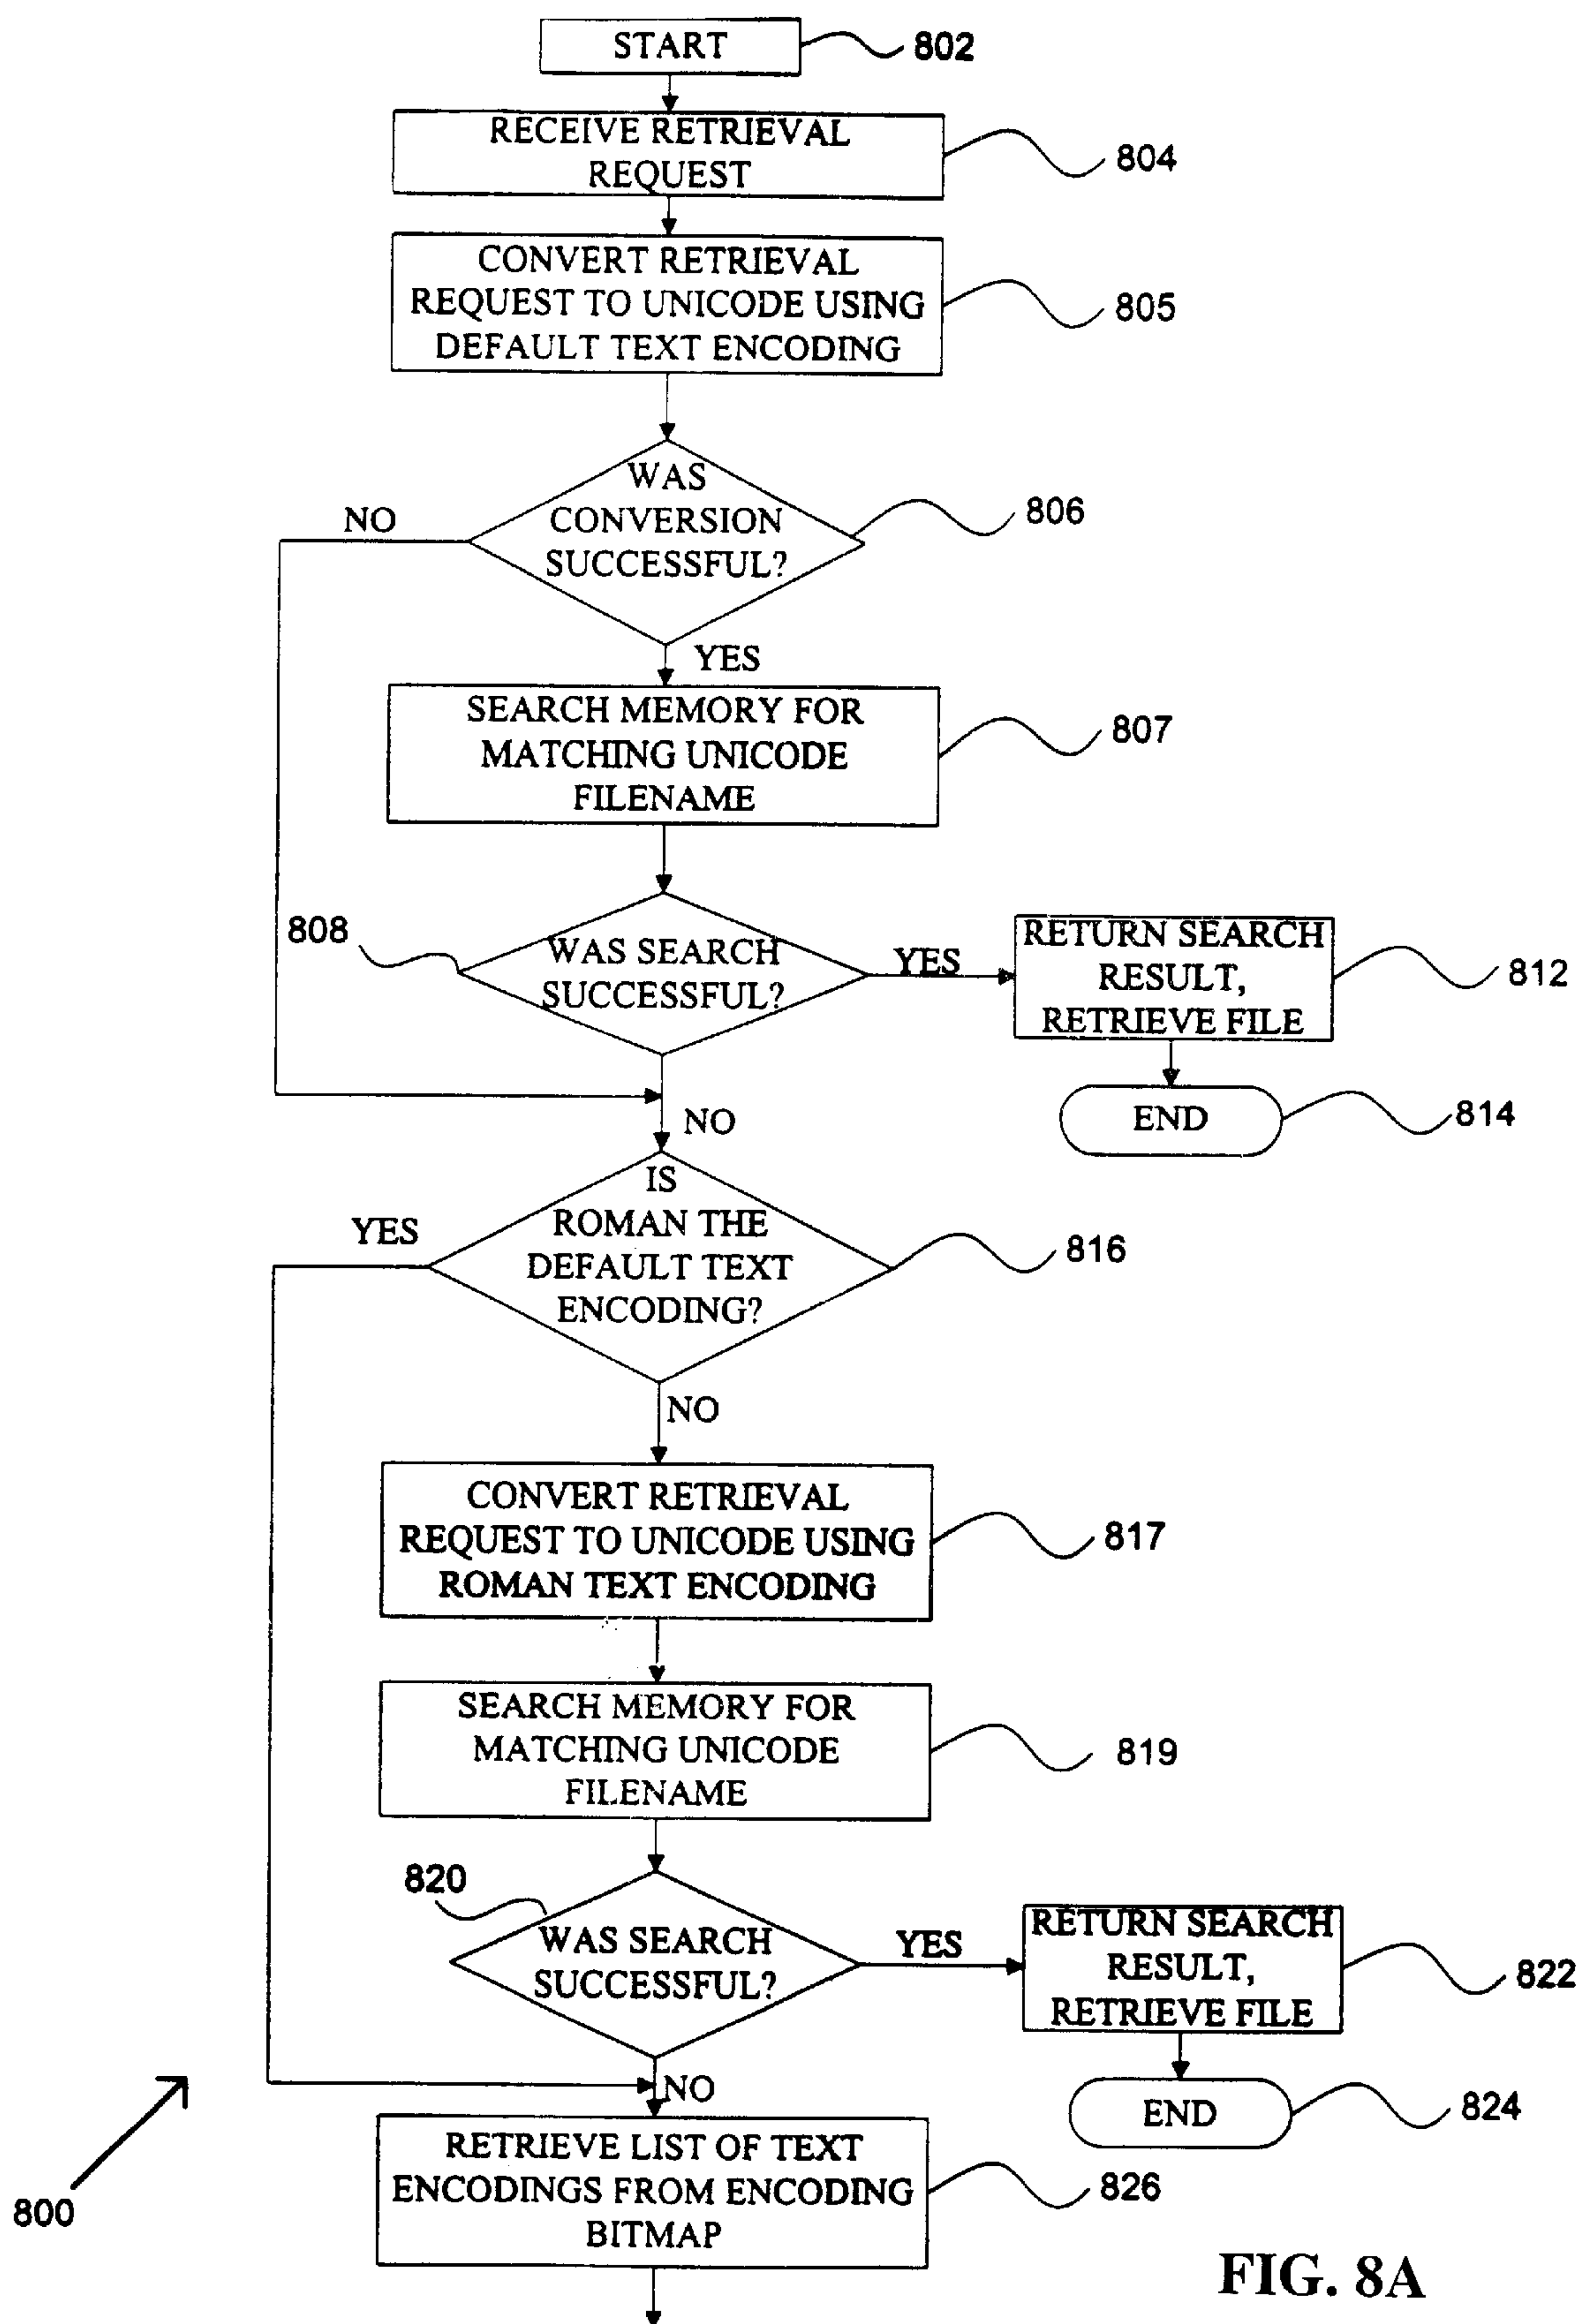 START
802
RECEIVE RETRIEVAL
REQUEST
804
CONVERT RETRIEVAL
REQUEST TO UNICODE USING
DEFAULT TEXT ENCODING
805
WAS
CONVERSION
SUCCESSFUL?
806
NO
YES
SEARCH MEMORY FOR
MATCHING UNICODE
FILENAME
807
808
WAS SEARCH
SUCCESSFUL?
YES
RETURN SEARCH
RESULT,
RETRIEVE FILE
812
END
814
NO
IS
ROMAN THE
DEFAULT TEXT
ENCODING?
YES
816
NO
CONVERT RETRIEVAL
REQUEST TO UNICODE USING
ROMAN TEXT ENCODING
817
SEARCH MEMORY FOR
MATCHING UNICODE
FILENAME
819
820
WAS SEARCH
SUCCESSFUL?
YES
RETURN SEARCH
RESULT,
RETRIEVE FILE
822
END
824
NO
RETRIEVE LIST OF TEXT
ENCODINGS FROM ENCODING
BITMAP
826
800
FIG. 8A